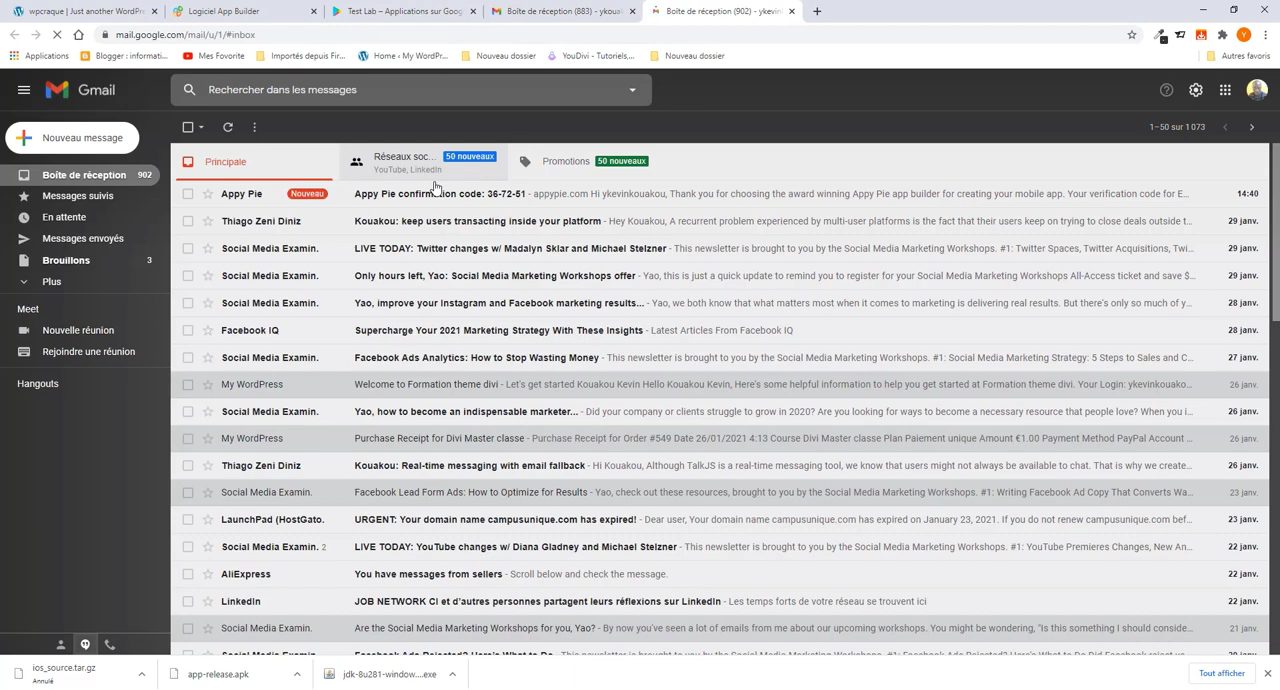 wpcraque | Just another WordPr
Logiciel App Builder
Test Lab – Applications sur Goog
Boîte de réception (883) – ykoua
Boîte de réception (902) – ykevin
mail.google.com/mail/u/1/#inbox
Applications
Blogger : informati...
Mes Favorite
Importés depuis Fir...
Home ‹ My WordPr...
Nouveau dossier
YouDivi - Tutoriels,...
Nouveau dossier
Autres favoris
Y
Gmail
Rechercher dans les messages
Nouveau message
1–50 sur 1 073
Boîte de réception 902
Messages suivis
En attente
Messages envoyés
Brouillons 3
Plus
Meet
Nouvelle réunion
Rejoindre une réunion
Hangouts
Principale
Réseaux soc... 50 nouveaux
YouTube, LinkedIn
Promotions 50 nouveaux
Appy Pie Nouveau Appy Pie confirmation code: 36-72-51 - appypie.com Hi ykevinkouakou, Thank you for choosing the award winning Appy Pie app builder for creating your mobile app. Your verification code for E... 14:40
Thiago Zeni Diniz Kouakou: keep users transacting inside your platform - Hey Kouakou, A recurrent problem experienced by multi-user platforms is the fact that their users keep on trying to close deals outside t... 29 janv.
Social Media Examin. LIVE TODAY: Twitter changes w/ Madalyn Sklar and Michael Stelzner - This newsletter is brought to you by the Social Media Marketing Workshops. #1: Twitter Spaces, Twitter Acquisitions, Twi... 29 janv.
Social Media Examin. Only hours left, Yao: Social Media Marketing Workshops offer - Yao, this is just a quick update to remind you to register for your Social Media Marketing Workshops All-Access ticket and save $... 29 janv.
Social Media Examin. Yao, improve your Instagram and Facebook marketing results... - Yao, we both know that what matters most when it comes to marketing is delivering real results. But there's only so much of y... 28 janv.
Facebook IQ Supercharge Your 2021 Marketing Strategy With These Insights - Latest Articles From Facebook IQ 28 janv.
Social Media Examin. Facebook Ads Analytics: How to Stop Wasting Money - This newsletter is brought to you by the Social Media Marketing Workshops. #1: Social Media Marketing Strategy: 5 Steps to Sales and C... 27 janv.
My WordPress Welcome to Formation theme divi - Let's get started Kouakou Kevin Hello Kouakou Kevin, Here's some helpful information to help you get started at Formation theme divi. Your Login: ykevinkouako... 26 janv.
Social Media Examin. Yao, how to become an indispensable marketer... - Did your company or clients struggle to grow in 2020? Are you looking for ways to become a necessary resource that people love? When you i... 26 janv.
My WordPress Purchase Receipt for Divi Master classe - Purchase Receipt for Order #549 Date 26/01/2021 4:13 Course Divi Master classe Plan Paiement unique Amount €1.00 Payment Method PayPal Account ... 26 janv.
Thiago Zeni Diniz Kouakou: Real-time messaging with email fallback - Hi Kouakou, Although TalkJS is a real-time messaging tool, we know that users might not always be available to chat. That is why we create... 26 janv.
Social Media Examin. Facebook Lead Form Ads: How to Optimize for Results - Yao, check out these resources, brought to you by the Social Media Marketing Workshops. #1: Writing Facebook Ad Copy That Converts Wa... 23 janv.
LaunchPad (HostGato. URGENT: Your domain name campusunique.com has expired! - Dear user, Your domain name campusunique.com has expired on January 23, 2021. If you do not renew campusunique.com bef... 23 janv.
Social Media Examin. 2 LIVE TODAY: YouTube changes w/ Diana Gladney and Michael Stelzner - This newsletter is brought to you by the Social Media Marketing Workshops. #1: YouTube Premieres Changes, New An... 22 janv.
AliExpress You have messages from sellers - Scroll below and check the message. 22 janv.
LinkedIn JOB NETWORK CI et d'autres personnes partagent leurs réflexions sur LinkedIn - Les temps forts de votre réseau se trouvent ici 22 janv.
Social Media Examin. Are the Social Media Marketing Workshops for you, Yao? - By now you've seen a lot of emails from me about our upcoming workshops. You might be wondering, "Is this something I should conside... 21 janv.
ios_source.tar.gz
Annulé
app-release.apk
jdk-8u281-window....exe
Tout afficher